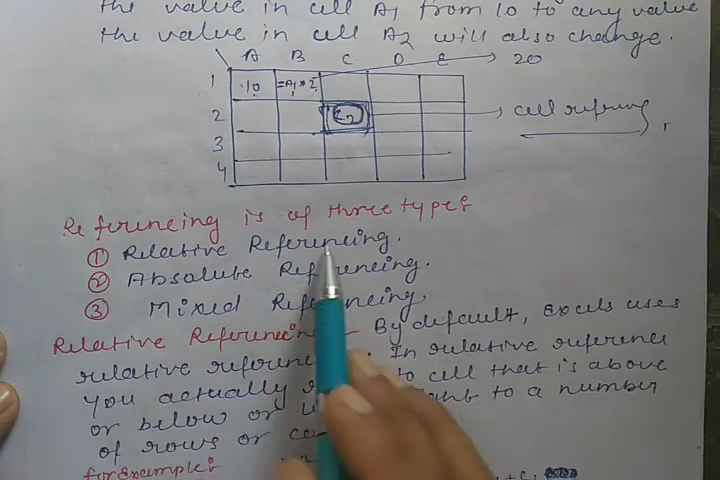 the value in cell A1 from 10 to any value
the value in cell A2 will also change.
A B C D E
1 10 =A1*2 20
2 C2 cell refrung
3
4
Referencing is of three type:
① Relative Referencing.
② Absolute Referencing.
③ Mixed Referencing,
Relative Referencing - By default, excels uses
relative In relative reference
you actually to cell that is above
or below or to a number
of rows or
for example: